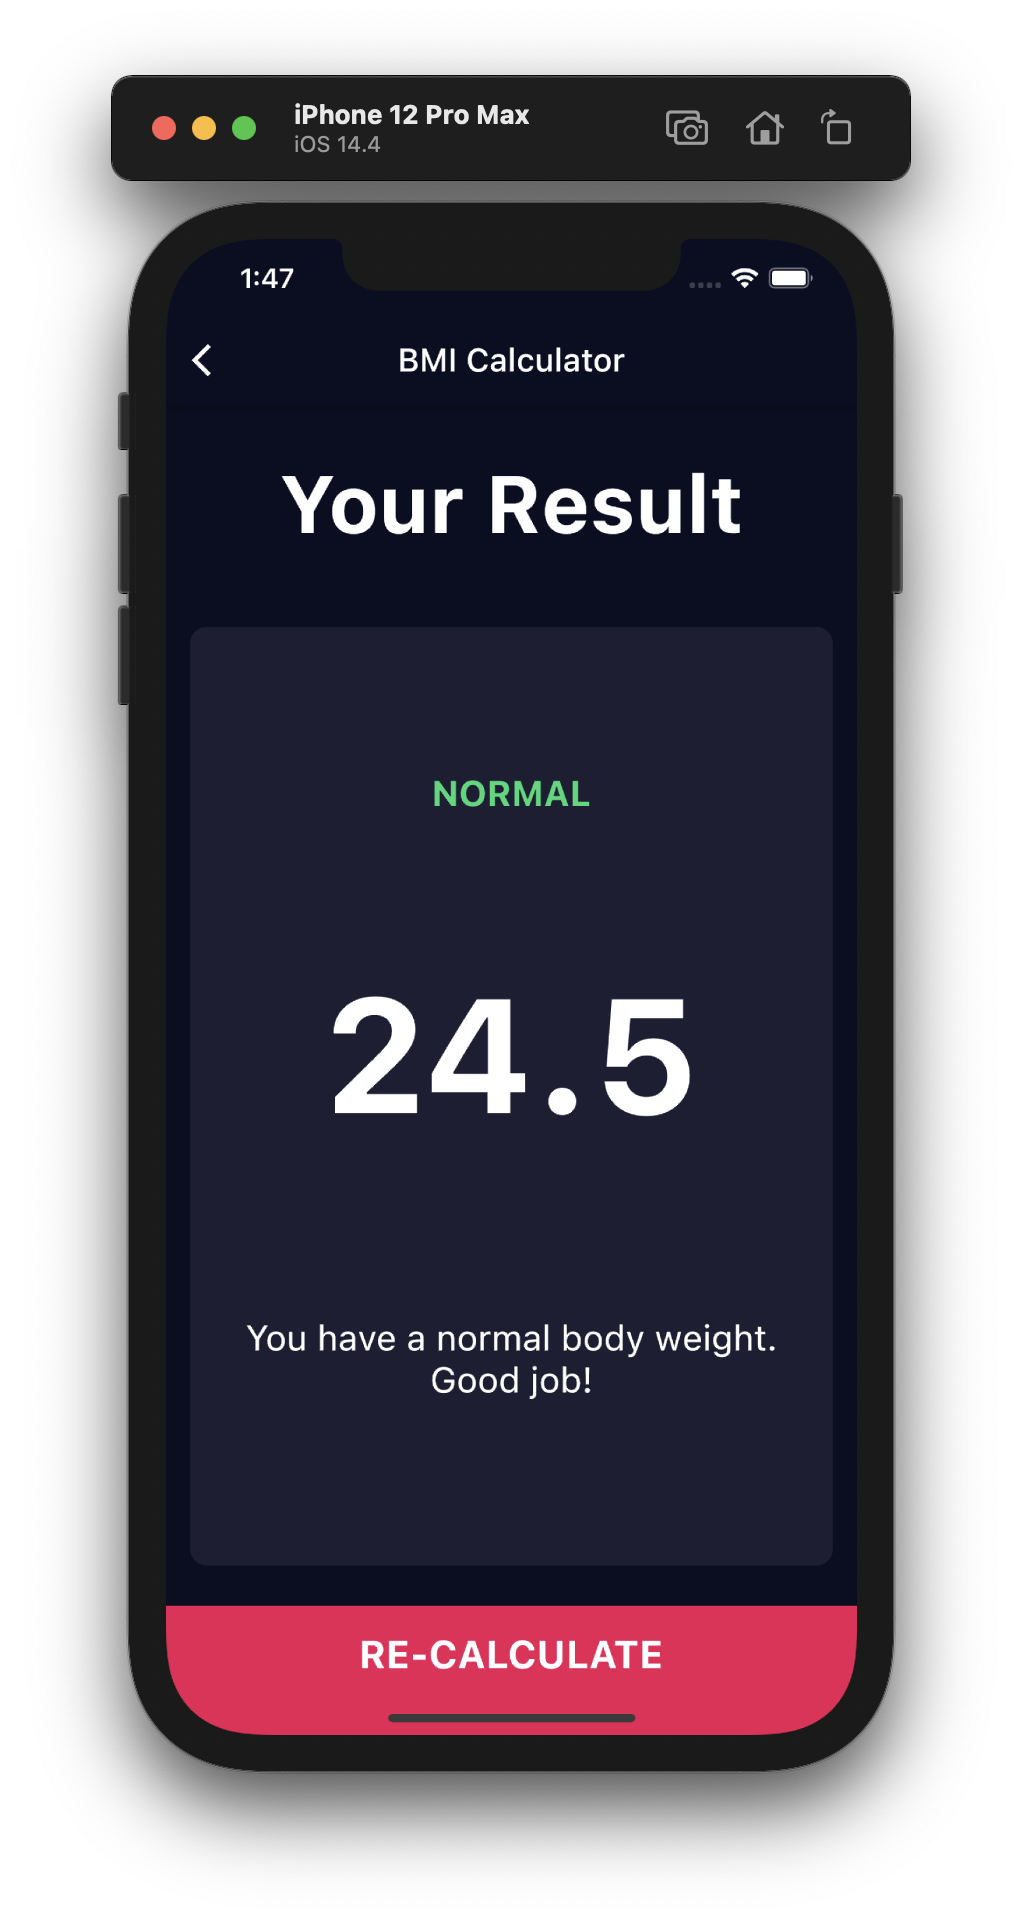 iPhone 12 Pro Max
iOS 14.4
1:47
BMI Calculator
Your Result
NORMAL
24.5
You have a normal body weight.
Good job!
RE-CALCULATE